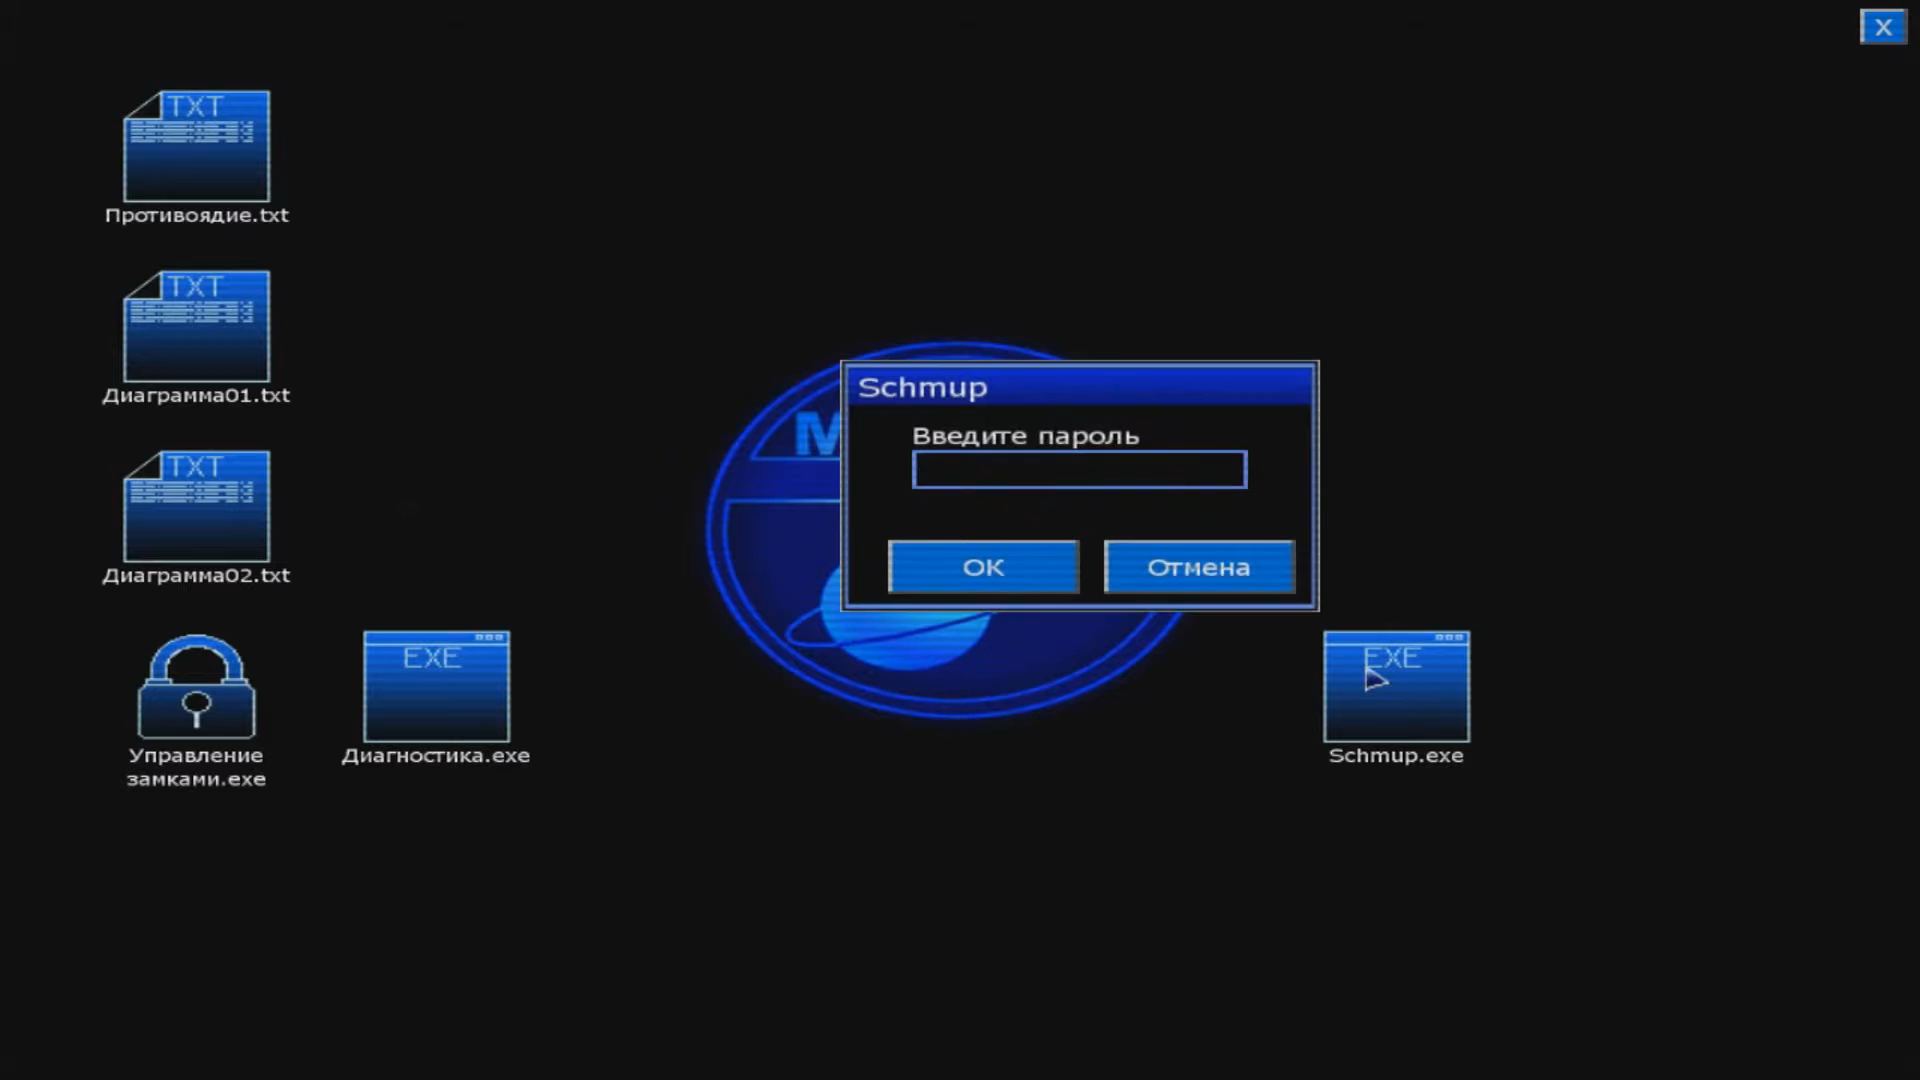 X
TXT
Противоядие.txt
TXT
Диаграмма01.txt
TXT
Диаграмма02.txt
Schmup
Введите пароль
OK
Отмена
M
EXE
EXE
Управление
замками.exe
Диагностика.exe
Schmup.exe